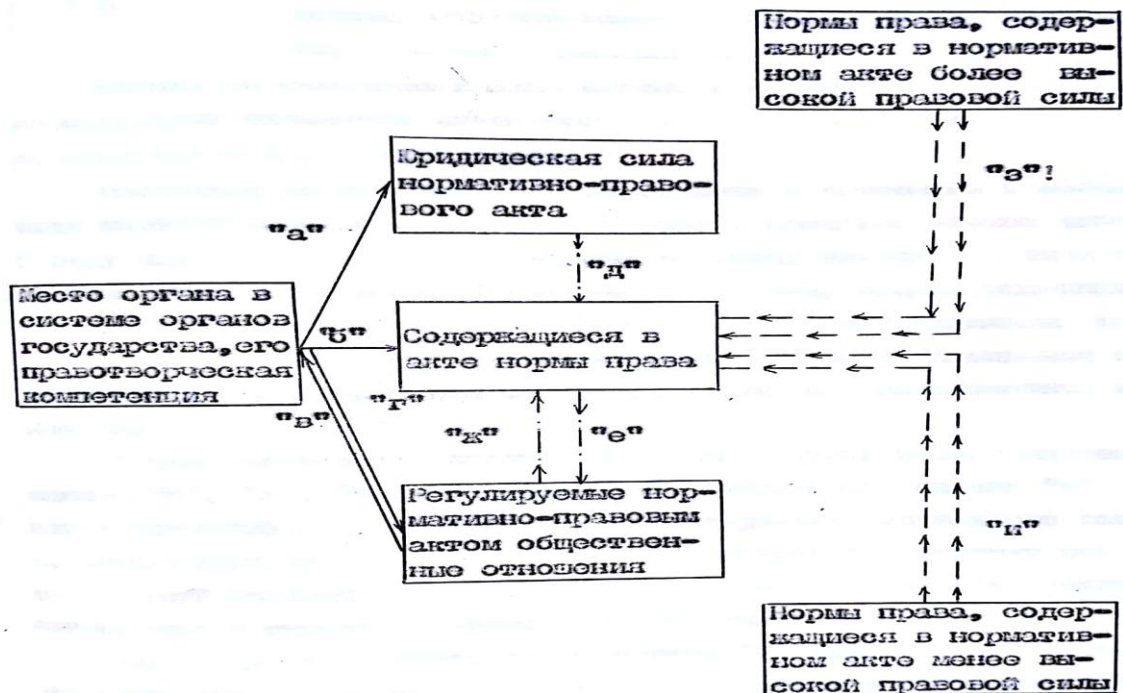 Нормы права, содер-
жащиеся в норматив-
ном акте более вы-
сокой правовой силы
"з"!
Юридическая сила
нормативно-право-
вого акта
"а"
"д"
Место органа в
системе органов
государства, его
правотворческая
компетенция
"б"
Содержащиеся в
акте нормы права
"в"
"г"
"ж"
"е"
Регулируемые нор-
мативно-правовым
актом обществен-
ные отношения
"и"
Нормы права, содер-
жащиеся в норматив-
ном акте менее вы-
сокой правовой силы